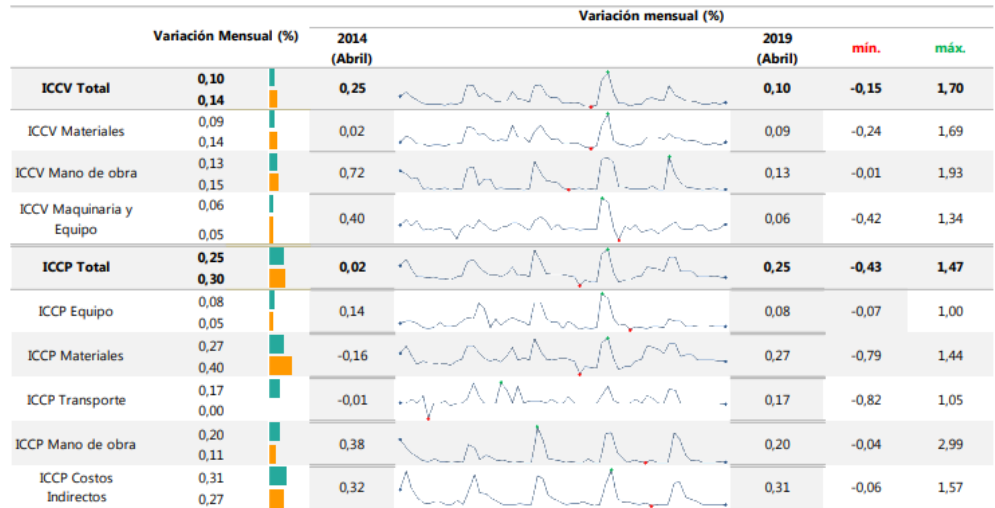 Variación mensual (%)
Variación Mensual (%) 2014 (Abril) 2019 (Abril) mín. máx.
ICCV Total 0,10 0,25 0,10 -0,15 1,70
0,14
ICCV Materiales 0,09 0,02 0,09 -0,24 1,69
0,14
ICCV Mano de obra 0,13 0,72 0,13 -0,01 1,93
0,15
ICCV Maquinaria y 0,06 0,40 0,06 -0,42 1,34
Equipo 0,05
ICCP Total 0,25 0,02 0,25 -0,43 1,47
0,30
ICCP Equipo 0,08 0,14 0,08 -0,07 1,00
0,05
ICCP Materiales 0,27 -0,16 0,27 -0,79 1,44
0,40
ICCP Transporte 0,17 -0,01 0,17 -0,82 1,05
0,00
ICCP Mano de obra 0,20 0,38 0,20 -0,04 2,99
0,11
ICCP Costos 0,31 0,32 0,31 -0,06 1,57
Indirectos 0,27